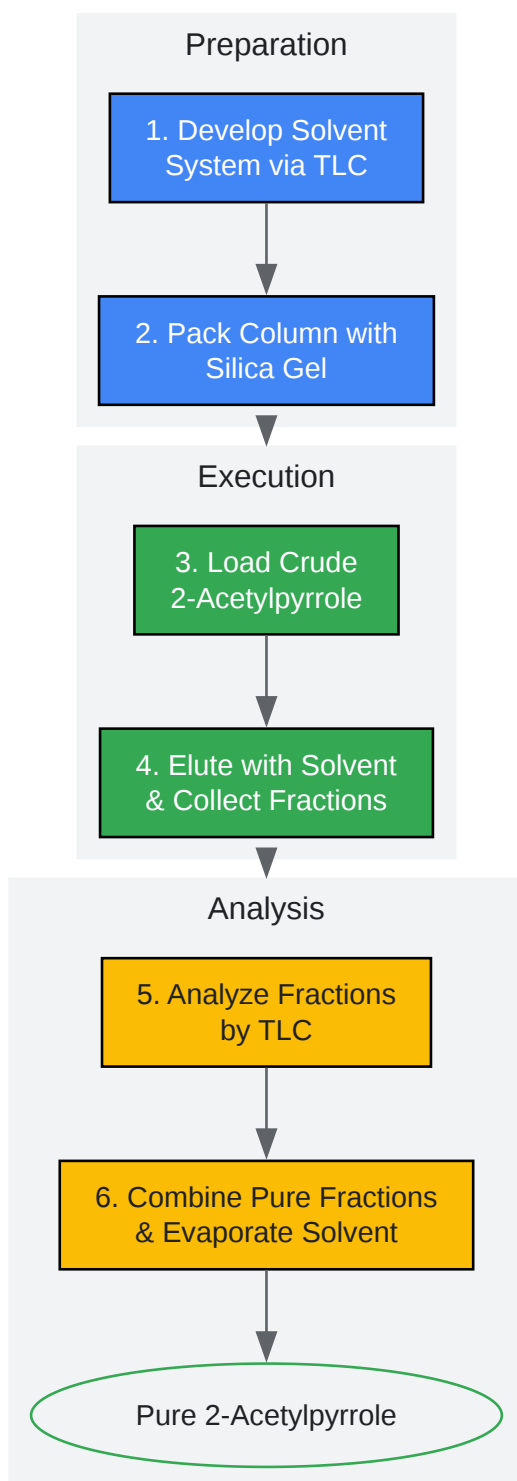 Preparation
1. Develop Solvent
System via TLC
2. Pack Column with
Silica Gel
Execution
3. Load Crude
2-Acetylpyrrole
4. Elute with Solvent
& Collect Fractions
Analysis
5. Analyze Fractions
by TLC
6. Combine Pure Fractions
& Evaporate Solvent
Pure 2-Acetylpyrrole